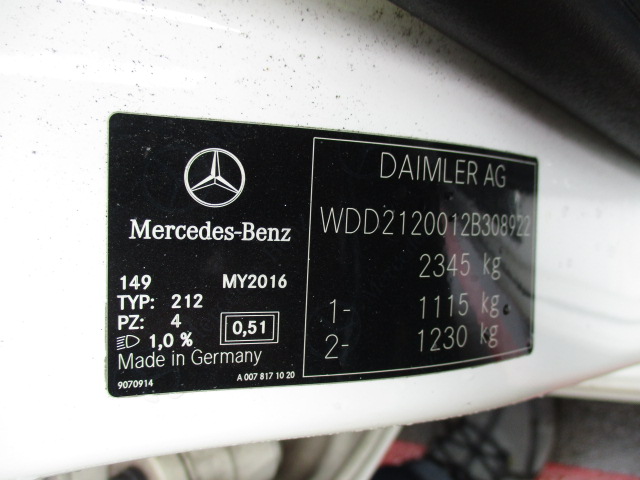 Mercedes-Benz
149 MY2016
TYP: 212
PZ: 4 0,51
1,0 %
Made in Germany
9070914 A 007 817 10 20
DAIMLER AG
WDD2120012B308922
2345 kg
1- 1115 kg
2- 1230 kg